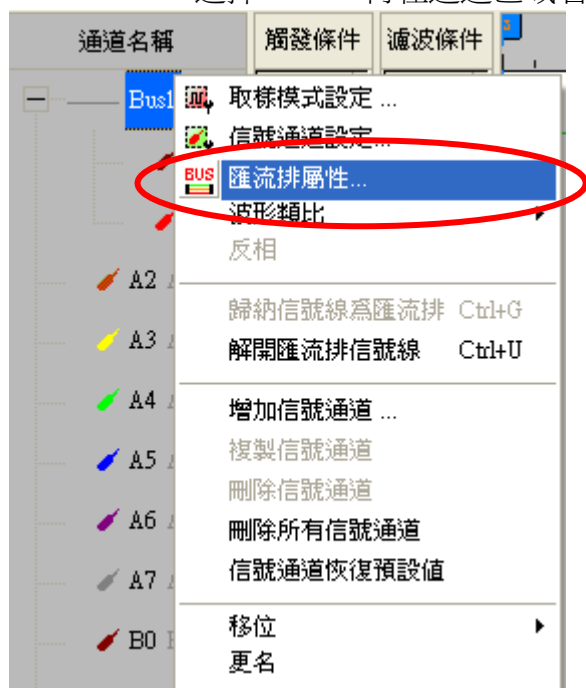 通道名稱 觸發條件 濾波條件
Bus1
BUS
取樣模式設定 ...
信號通道設定...
匯流排屬性...
波形類比
反相
歸納信號線為匯流排 Ctrl+G
解開匯流排信號線 Ctrl+U
增加信號通道 ...
複製信號通道
刪除信號通道
刪除所有信號通道
信號通道恢復預設值
移位
更名
A2
A3
A4
A5
A6
A7
B0